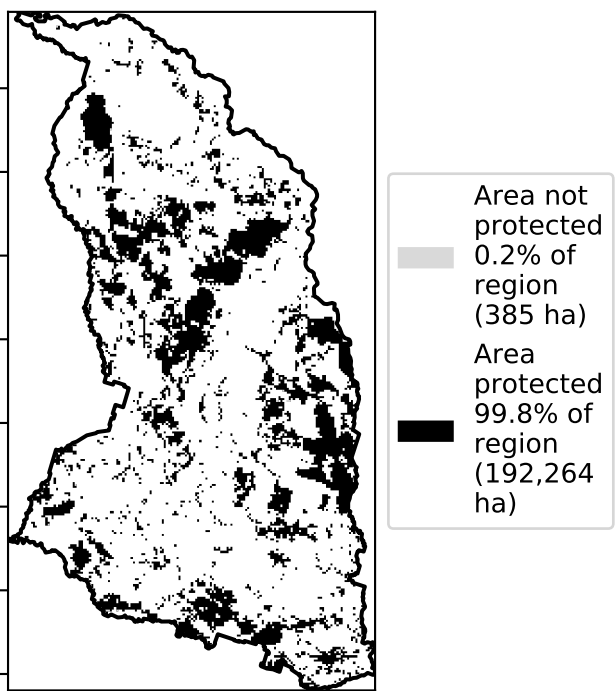 Area not
protected
0.2% of
region
(385 ha)
Area
protected
99.8% of
region
(192,264
ha)